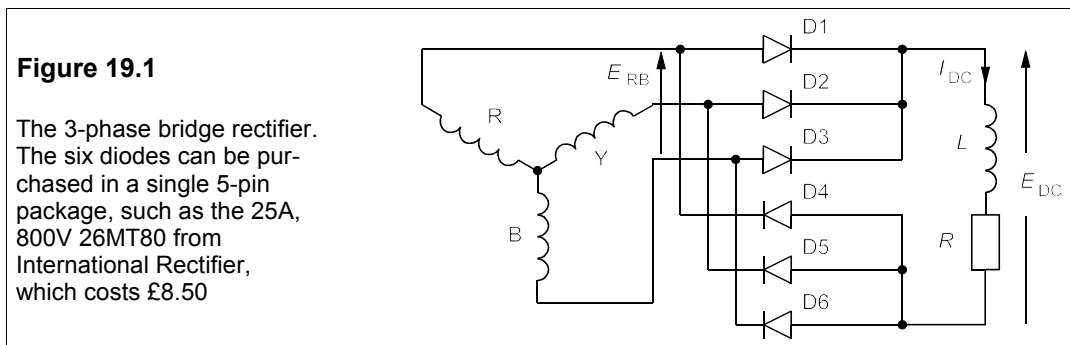 Figure 19.1
The 3-phase bridge rectifier.
The six diodes can be pur-
chased in a single 5-pin
package, such as the 25A,
800V 26MT80 from
International Rectifier,
which costs £8.50
R
Y
B
E RB
D1
D2
D3
D4
D5
D6
I DC
L
R
E DC